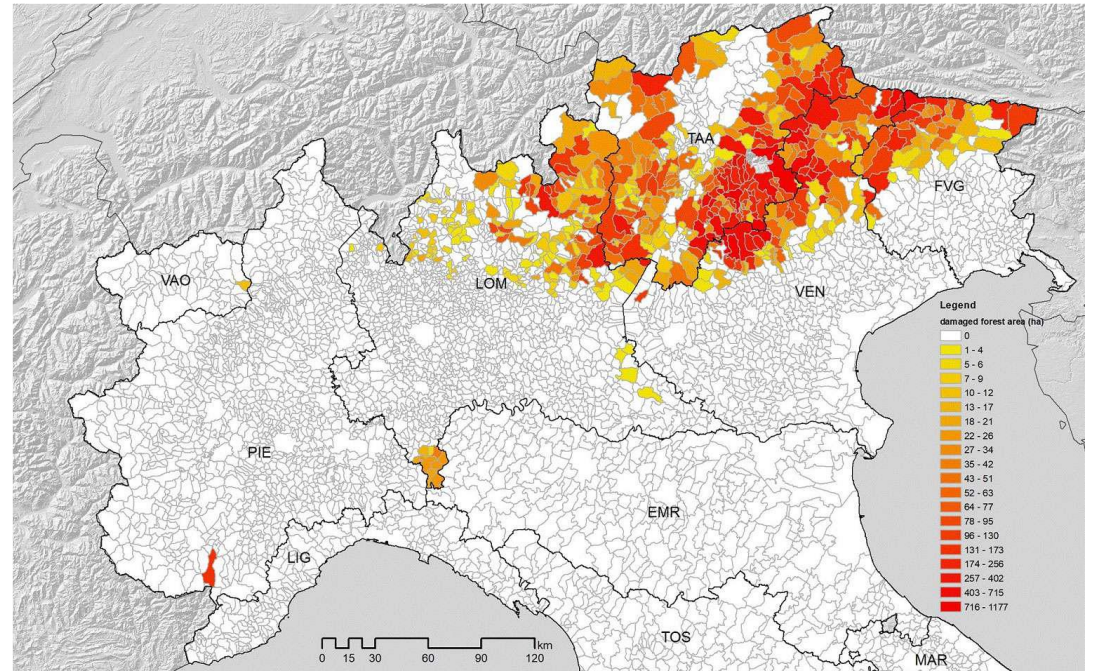 TAA
FVG
VAO
LOM
VEN
PIE
EMR
LIG
TOS
MAR
Legend
damaged forest area (ha)
0
1 - 4
5 - 6
7 - 9
10 - 12
13 - 17
18 - 21
22 - 26
27 - 34
35 - 42
43 - 51
52 - 63
64 - 77
78 - 95
96 - 130
131 - 173
174 - 256
257 - 402
403 - 715
716 - 1177
km
0 15 30 60 90 120